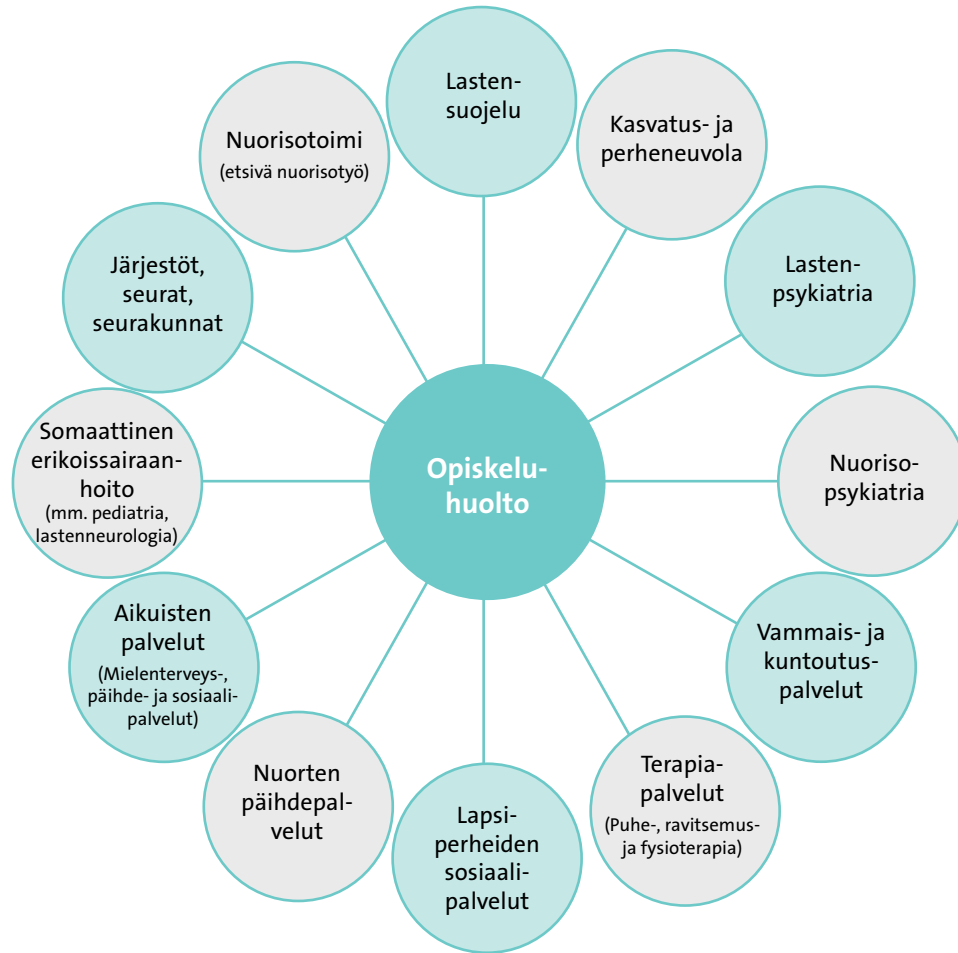 Lasten-
suojelu
Kasvatus- ja
perheneuvola
Lasten-
psykiatria
Nuoriso-
psykiatria
Vammais- ja
kuntoutus-
palvelut
Terapia-
palvelut
(Puhe-, ravitsemus-
ja fysioterapia)
Lapsi-
perheiden
sosiaali-
palvelut
Nuorten
päihdepal-
velut
Aikuisten
palvelut
(Mielenterveys-,
päihde- ja sosiaali-
palvelut)
Somaattinen
erikoissairaan-
hoito
(mm. pediatria,
lastenneurologia)
Järjestöt,
seurat,
seurakunnat
Nuorisotoimi
(etsivä nuorisotyö)
Opiskelu-
huolto